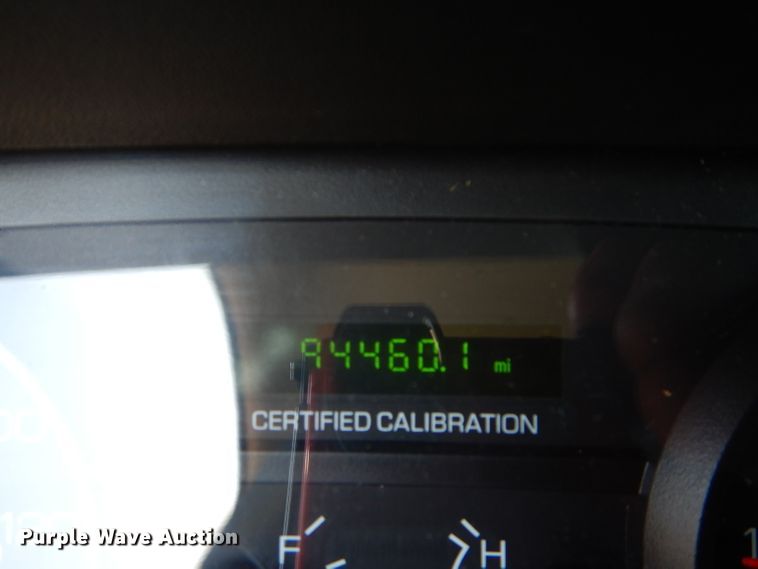 94460.1 mi
CERTIFIED CALIBRATION
F H
Purple Wave Auction